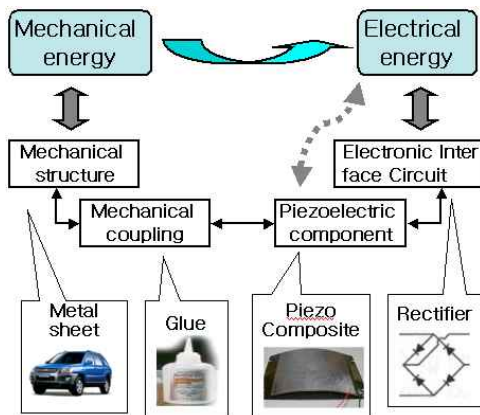 Mechanical
energy
Electrical
energy
Mechanical
structure
Electronic Inter
face Circuit
Mechanical
coupling
Piezoelectric
component
Metal
sheet
Glue
Piezo
Composite
Rectifier